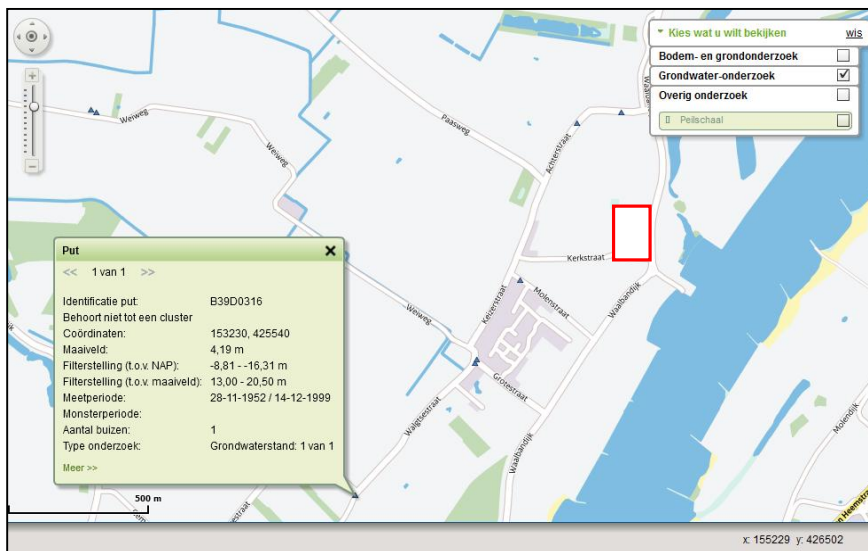 Kies wat u wilt bekijken wis
Bodem- en grondonderzoek
Grondwater-onderzoek
Overig onderzoek
Peilschaal
Weiweg
Paasweg
Weiweg
Achterstraat
Kerkstraat
Molenstraat
Keizerstraat
Waalbandijk
Weiweg
Grotestraat
Walgtsestraat
Waalbandijk
Molendijk
Put
<< 1 van 1 >>
Identificatie put: B39D0316
Behoort niet tot een cluster
Coördinaten: 153230, 425540
Maaiveld: 4,19 m
Filterstelling (t.o.v. NAP): -8,81 - -16,31 m
Filterstelling (t.o.v. maaiveld): 13,00 - 20,50 m
Meetperiode: 28-11-1952 / 14-12-1999
Monsterperiode:
Aantal buizen: 1
Type onderzoek: Grondwaterstand: 1 van 1
Meer >>
500 m
x: 155229 y: 426502